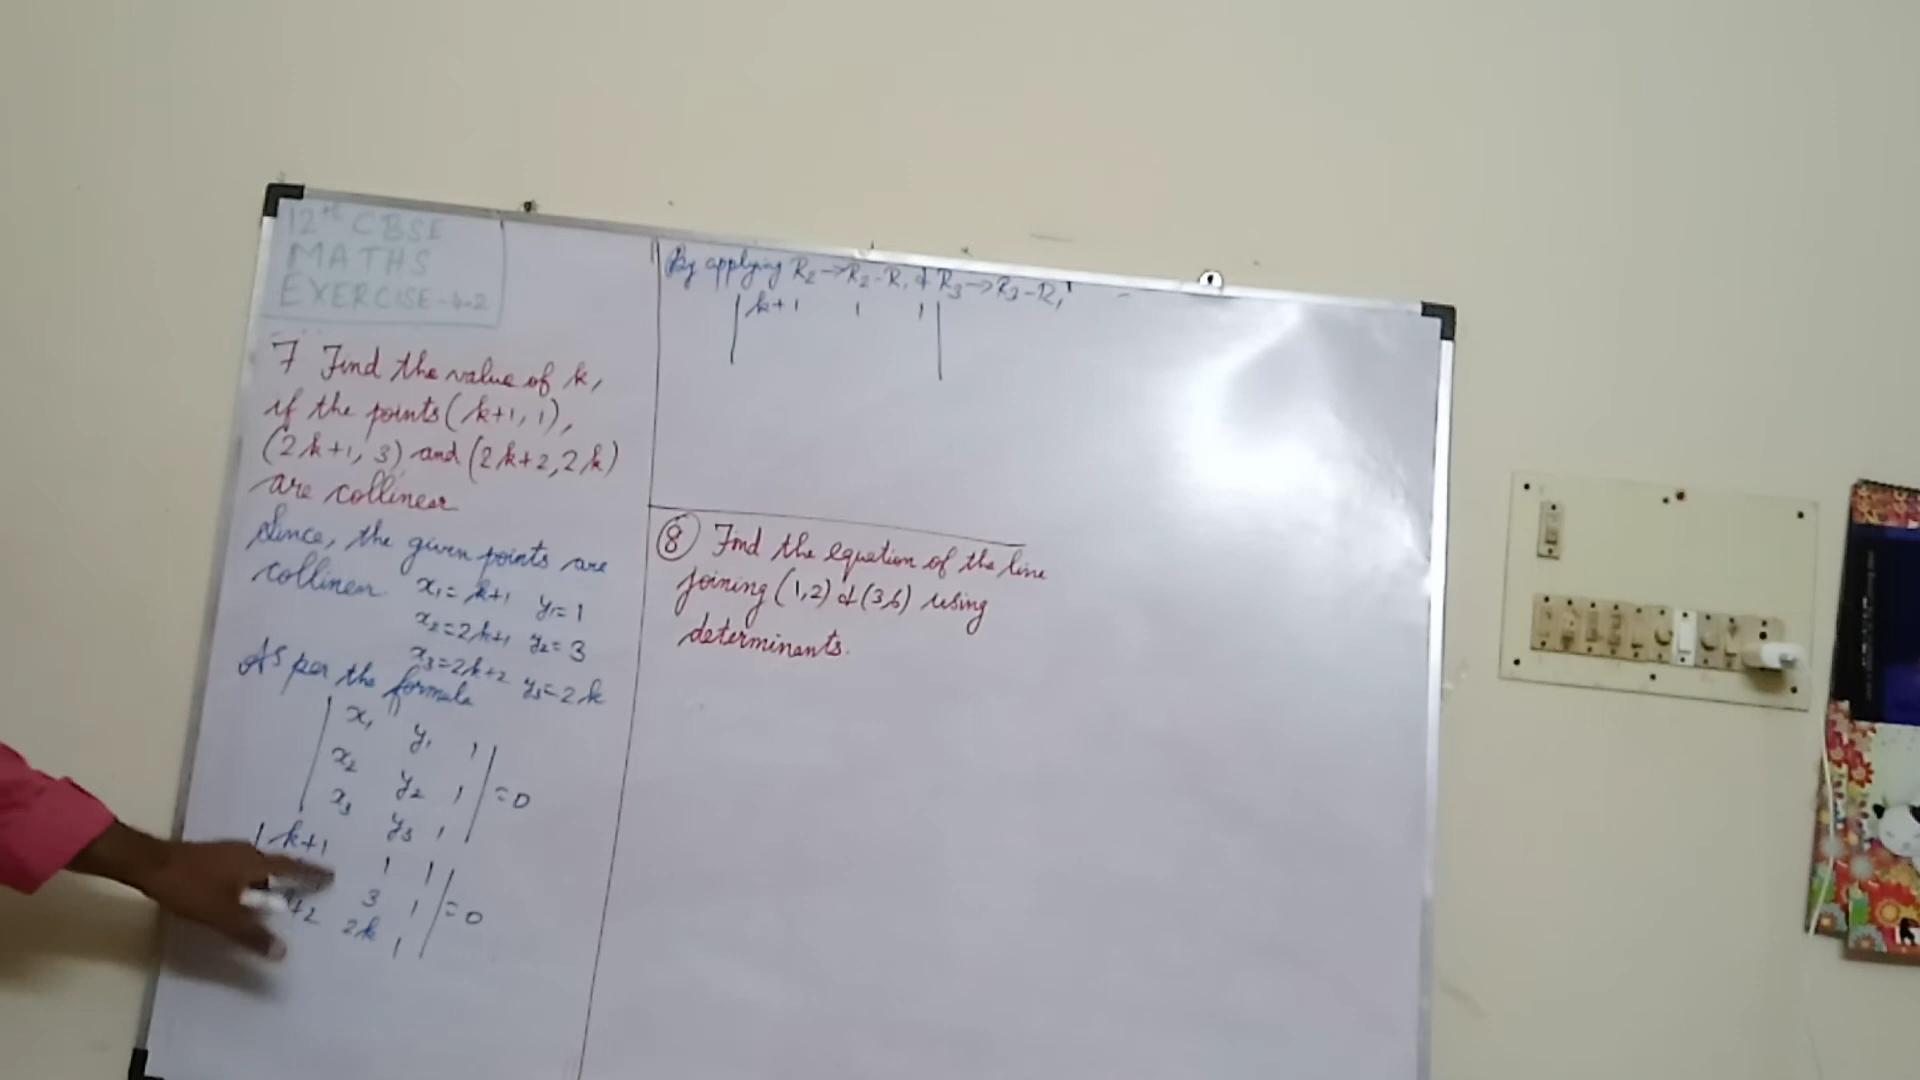 12th CBSE
MATHS
EXERCISE-4.2
7 Find the value of k,
if the points (k+1, 1),
(2k+1, 3) and (2k+2, 2k)
are collinear
Since, the given points are
collinear. x₁= k+1 y₁= 1
x₂=2k+1 y₂= 3
x₃=2k+2 y₃= 2k
As per the formula
| x₁ y₁ 1 |
| x₂ y₂ 1 | = 0
| x₃ y₃ 1 |
| k+1 1 1 |
3 1 | = 0
+2 2k 1 |
By applying R₂→R₂-R₁ & R₃→R₃-R₁
| k+1 1 1 |
8 Find the equation of the line
joining (1,2) & (3,6) using
determinants.